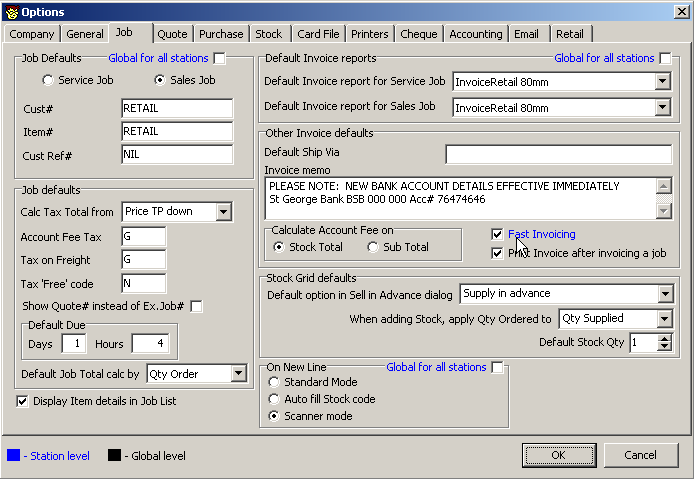 Options
Company General Job Quote Purchase Stock Card File Printers Cheque Accounting Email Retail
Job Defaults Global for all stations
Service Job Sales Job
Cust# RETAIL
Item# RETAIL
Cust Ref# NIL
Job defaults
Calc Tax Total from Price TP down
Account Fee Tax G
Tax on Freight G
Tax 'Free' code N
Show Quote# instead of Ex.Job#
Default Due
Days 1 Hours 4
Default Job Total calc by Qty Order
Display Item details in Job List
Default Invoice reports Global for all stations
Default Invoice report for Service Job InvoiceRetail 80mm
Default Invoice report for Sales Job InvoiceRetail 80mm
Other Invoice defaults
Default Ship Via
Invoice memo
PLEASE NOTE: NEW BANK ACCOUNT DETAILS EFFECTIVE IMMEDIATELY
St George Bank BSB 000 000 Acc# 76474646
Calculate Account Fee on
Stock Total Sub Total
Fast Invoicing
Print Invoice after invoicing a job
Stock Grid defaults
Default option in Sell in Advance dialog Supply in advance
When adding Stock, apply Qty Ordered to Qty Supplied
Default Stock Qty 1
On New Line Global for all stations
Standard Mode
Auto fill Stock code
Scanner mode
- Station level - Global level
OK Cancel